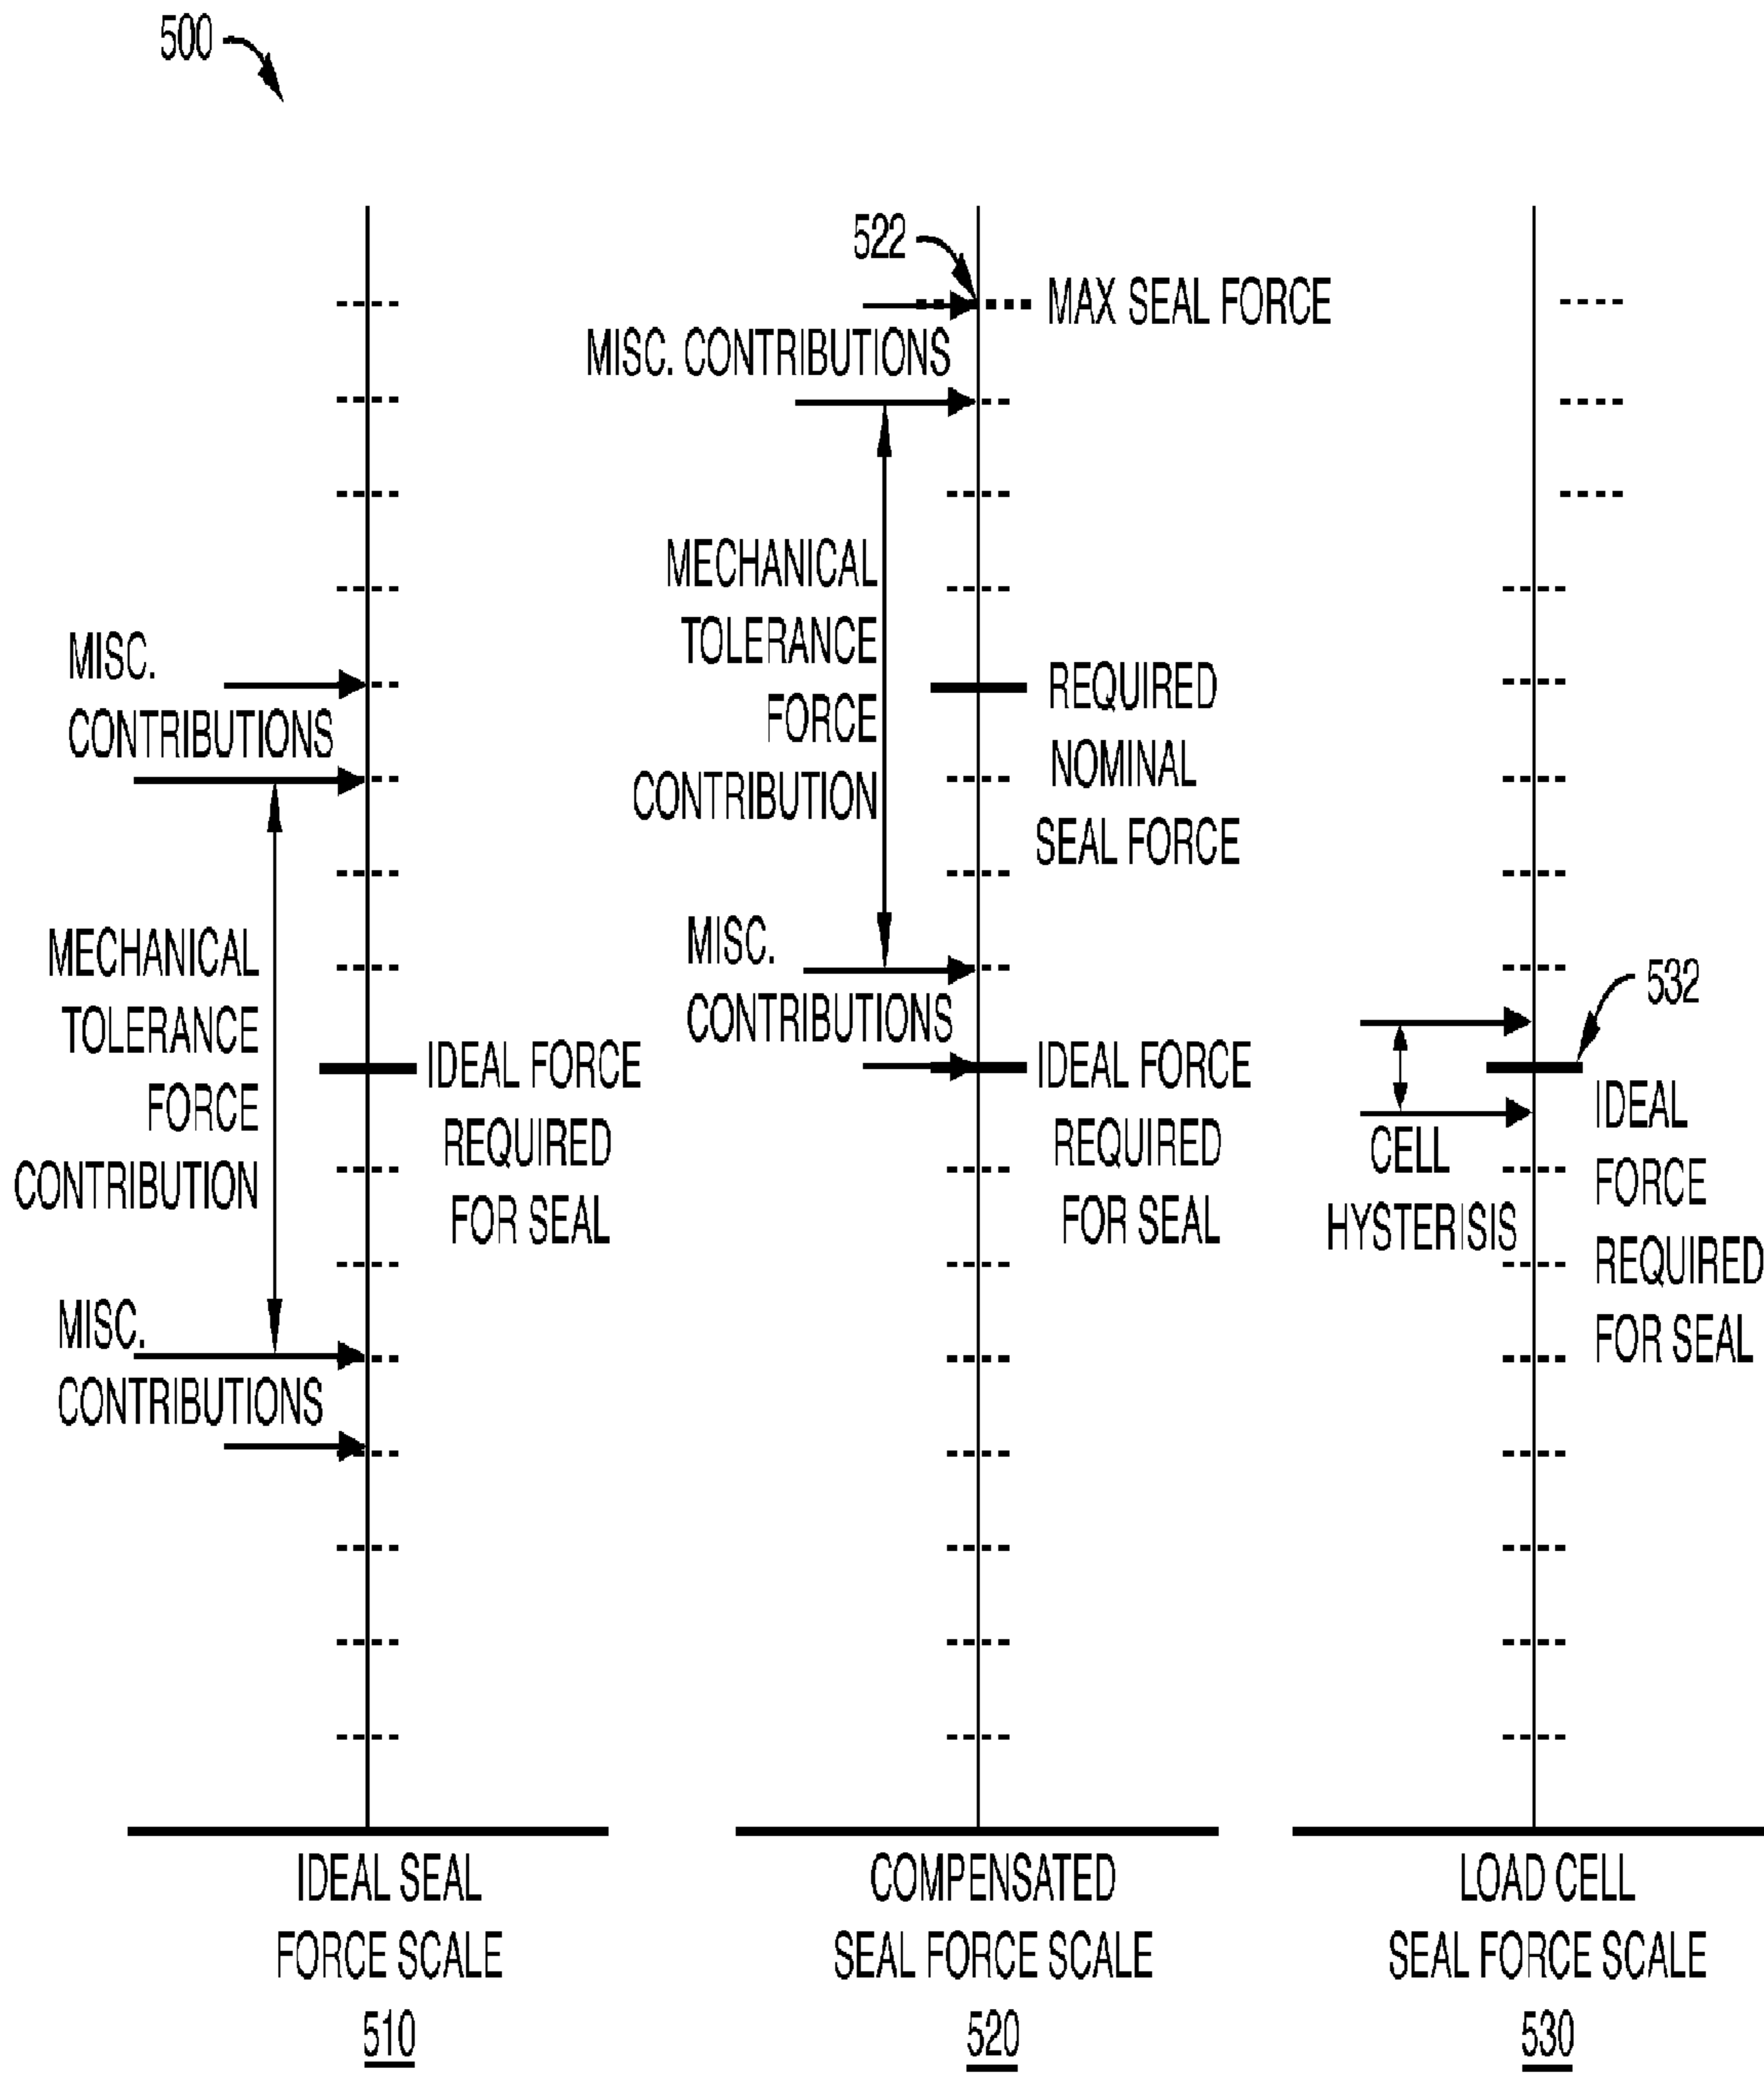 500
522
MAX SEAL FORCE
MISC. CONTRIBUTIONS
MECHANICAL
TOLERANCE
FORCE
CONTRIBUTION
REQUIRED
NOMINAL
SEAL FORCE
MISC.
CONTRIBUTIONS
IDEAL FORCE
REQUIRED
FOR SEAL
MISC.
CONTRIBUTIONS
MECHANICAL
TOLERANCE
FORCE
CONTRIBUTION
IDEAL FORCE
REQUIRED
FOR SEAL
MISC.
CONTRIBUTIONS
532
CELL
HYSTERISIS
IDEAL
FORCE
REQUIRED
FOR SEAL
IDEAL SEAL
FORCE SCALE
510
COMPENSATED
SEAL FORCE SCALE
520
LOAD CELL
SEAL FORCE SCALE
530